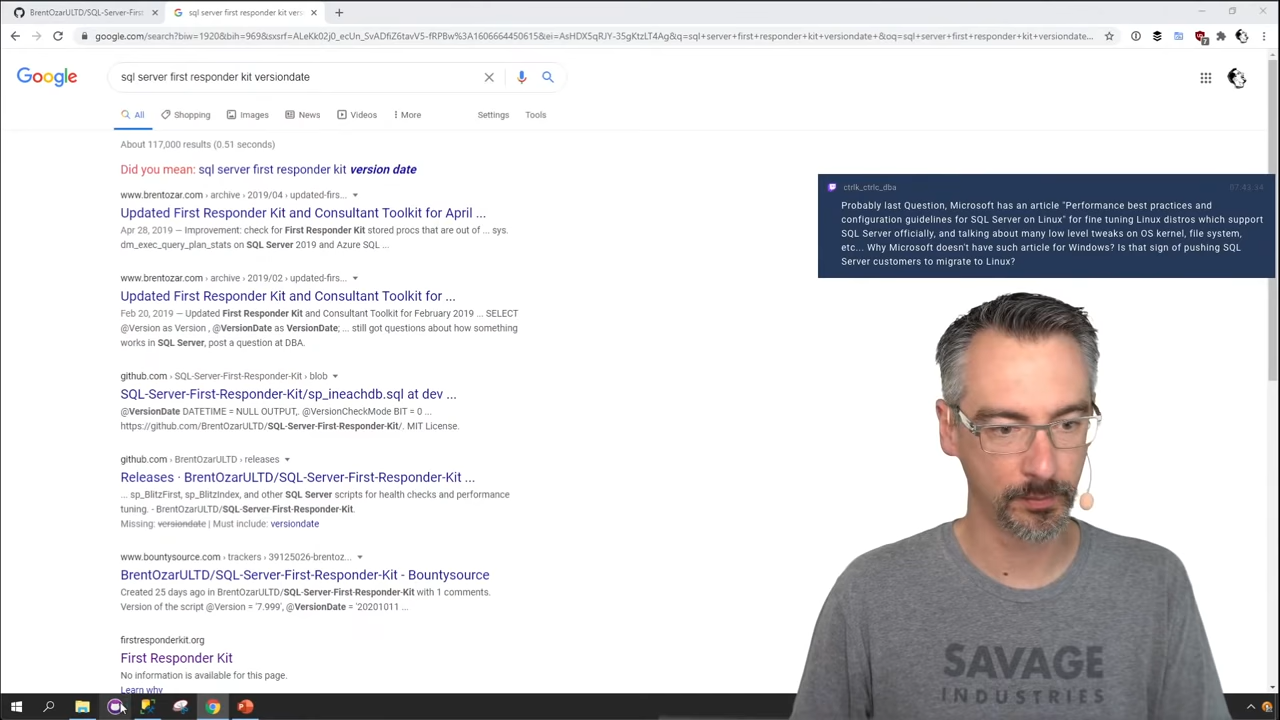 BrentOzarULTD/SQL-Server-First
sql server first responder kit ver
google.com/search?biw=1920&bih=969&sxsrf=ALeKk02j0_ecUn_SvADfiZ6tavV5-fRPBw%3A1606664450615&ei=AsHDX5qRJY-35gKtzLT4Ag&q=sql+server+first+responder+kit+versiondate+&oq=sql+server+first+responder+kit+versiondate...
7
Google
sql server first responder kit versiondate
All
Shopping
Images
News
Videos
More
Settings
Tools
About 117,000 results (0.51 seconds)
Did you mean: sql server first responder kit version date
www.brentozar.com › archive › 2019/04 › updated-firs...
Updated First Responder Kit and Consultant Toolkit for April ...
Apr 28, 2019 — Improvement: check for First Responder Kit stored procs that are out of ... sys.
dm_exec_query_plan_stats on SQL Server 2019 and Azure SQL ...
www.brentozar.com › archive › 2019/02 › updated-firs...
Updated First Responder Kit and Consultant Toolkit for ...
Feb 20, 2019 — Updated First Responder Kit and Consultant Toolkit for February 2019 ... SELECT
@Version as Version , @VersionDate as VersionDate; ... still got questions about how something
works in SQL Server, post a question at DBA.
github.com › SQL-Server-First-Responder-Kit › blob
SQL-Server-First-Responder-Kit/sp_ineachdb.sql at dev ...
@VersionDate DATETIME = NULL OUTPUT,. @VersionCheckMode BIT = 0 ...
https://github.com/BrentOzarULTD/SQL-Server-First-Responder-Kit/. MIT License.
github.com › BrentOzarULTD › releases
Releases · BrentOzarULTD/SQL-Server-First-Responder-Kit ...
... sp_BlitzFirst, sp_BlitzIndex, and other SQL Server scripts for health checks and performance
tuning. - BrentOzarULTD/SQL-Server-First-Responder-Kit.
Missing: versiondate | Must include: versiondate
www.bountysource.com › trackers › 39125026-brentoz...
BrentOzarULTD/SQL-Server-First-Responder-Kit - Bountysource
Created 25 days ago in BrentOzarULTD/SQL-Server-First-Responder-Kit with 1 comments.
Version of the script @Version = '7.999', @VersionDate = '20201011 ...
firstresponderkit.org
First Responder Kit
No information is available for this page.
Learn why
ctrlk_ctrlc_dba
07:43:34
Probably last Question, Microsoft has an article "Performance best practices and
configuration guidelines for SQL Server on Linux" for fine tuning Linux distros which support
SQL Server officially, and talking about many low level tweaks on OS kernel, file system,
etc... Why Microsoft doesn't have such article for Windows? Is that sign of pushing SQL
Server customers to migrate to Linux?
SAVAGE
INDUSTRIES